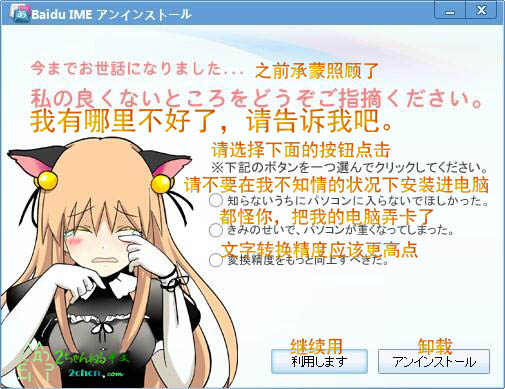 Baidu IME アンインストール
今までお世話になりました... 之前承蒙照顾了
私の良くないところをどうぞご指摘ください。
我有哪里不好了，请告诉我吧。
请选择下面的按钮点击
※下記のボタンを一つ選んでクリックしてください。
请不要在我不知情的状况下安装进电脑
知らないうちにパソコンに入らないでほしかった。
都怪你，把我的电脑弄卡了
きみのせいで、パソコンが重くなってしまった。
文字转换精度应该更高点
変換精度をもっと向上すべきだ。
继续用 卸载
利用します アンインストール
2ちゃんねる中文
2chcn.com